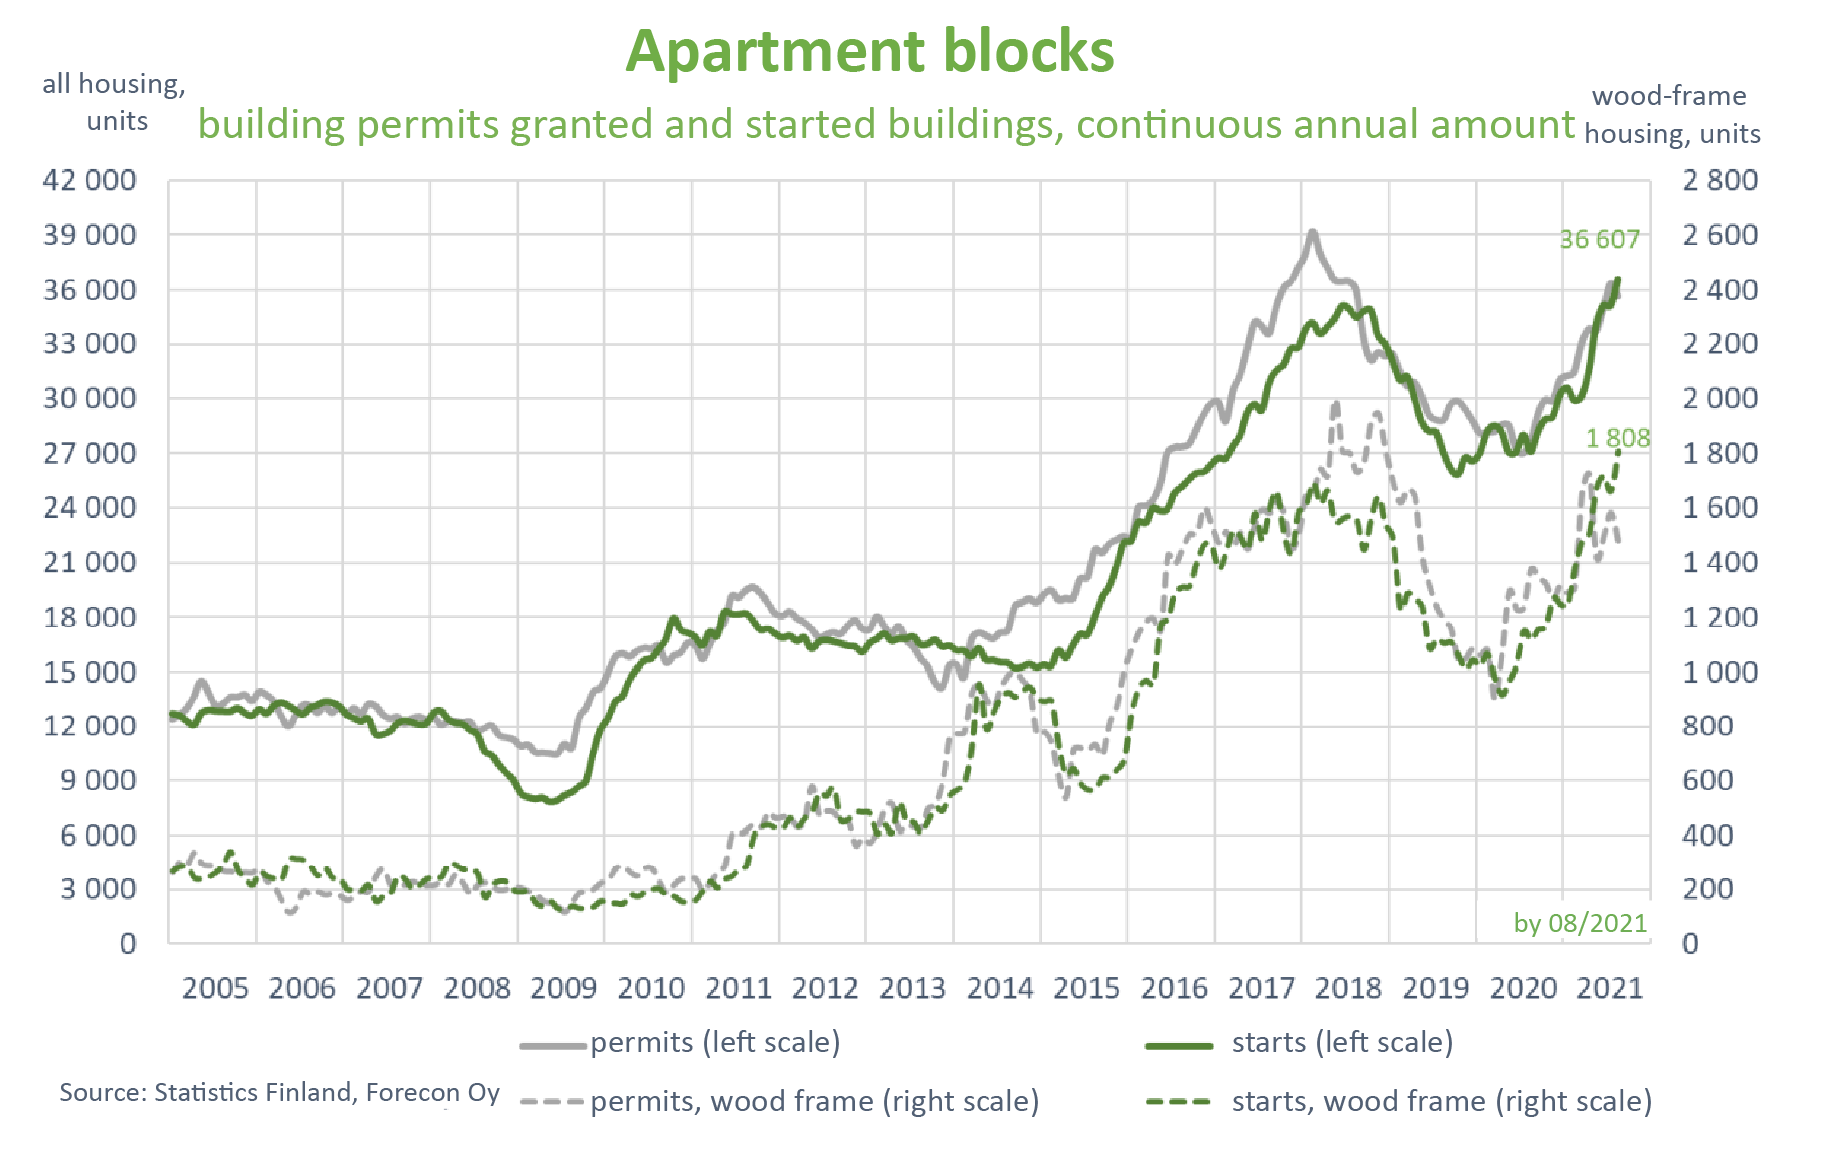 Apartment blocks
all housing,
units
building permits granted and started buildings, continuous annual amount
wood-frame
housing, units
42 000
39 000
36 000
33 000
30 000
27 000
24 000
21 000
18 000
15 000
12 000
9 000
6 000
3 000
0
2 800
2 600
2 400
2 200
2 000
1 800
1 600
1 400
1 200
1 000
800
600
400
200
0
36 607
1 808
by 08/2021
2005 2006 2007 2008 2009 2010 2011 2012 2013 2014 2015 2016 2017 2018 2019 2020 2021
permits (left scale)
starts (left scale)
Source: Statistics Finland, Forecon Oy
permits, wood frame (right scale)
starts, wood frame (right scale)